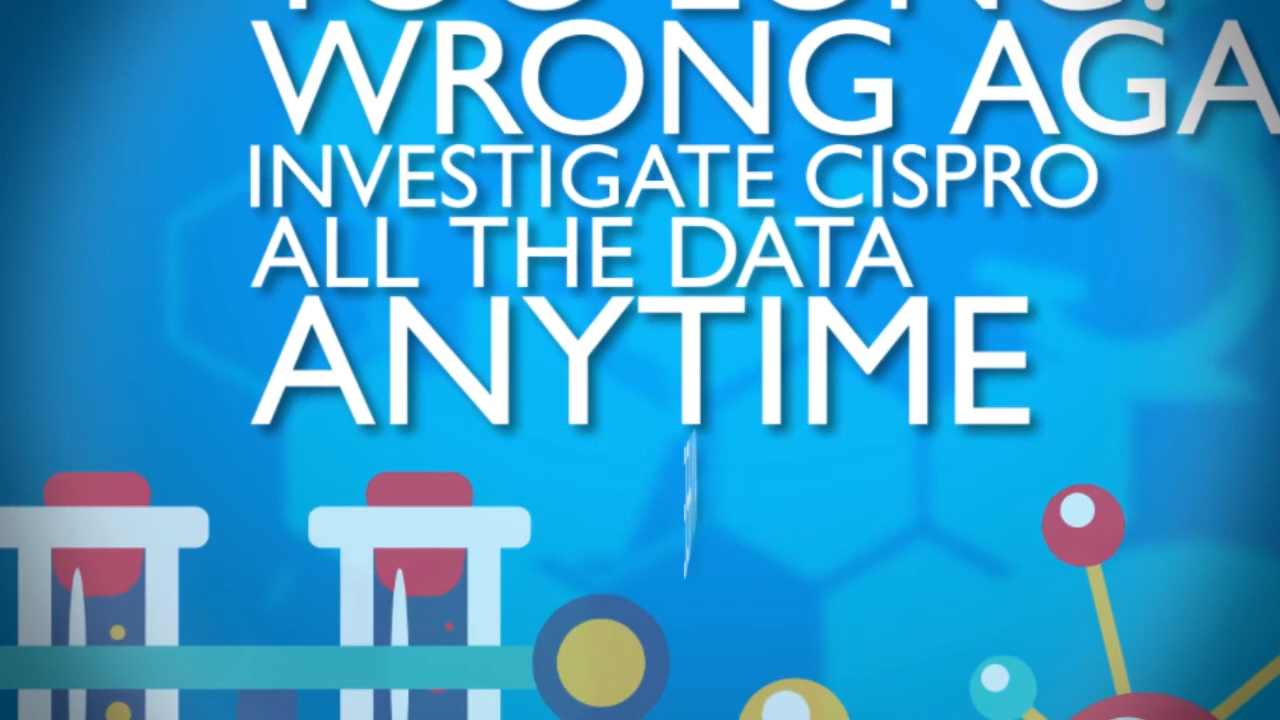 WRONG AGA
INVESTIGATE CISPRO
ALL THE DATA
ANYTIME